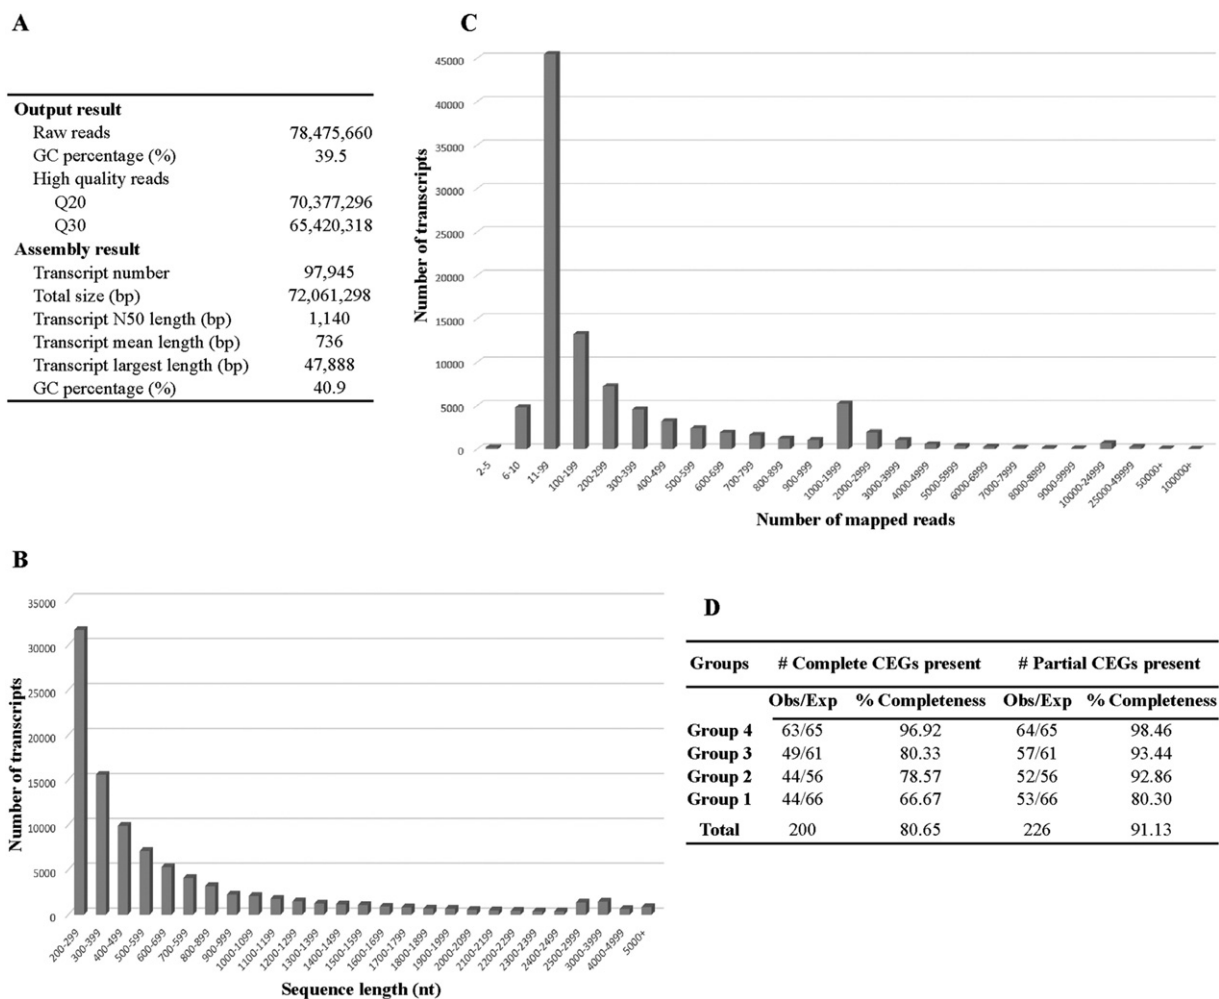 A
Output result
Raw reads 78,475,660
GC percentage (%) 39.5
High quality reads
Q20 70,377,296
Q30 65,420,318
Assembly result
Transcript number 97,945
Total size (bp) 72,061,298
Transcript N50 length (bp) 1,140
Transcript mean length (bp) 736
Transcript largest length (bp) 47,888
GC percentage (%) 40.9
C
Number of transcripts
45000
40000
35000
30000
25000
20000
15000
10000
5000
0
2-5 6-10 11-99 100-199 200-299 300-399 400-499 500-599 600-699 700-799 800-899 900-999 1000-1999 2000-2999 3000-3999 4000-4999 5000-5999 6000-6999 7000-7999 8000-8999 9000-9999 10000-24999 25000-49999 50000+ 100000+
Number of mapped reads
B
Number of transcripts
35000
30000
25000
20000
15000
10000
5000
0
200-299 300-399 400-499 500-599 600-699 700-599 800-899 900-999 1000-1099 1100-1199 1200-1299 1300-1399 1400-1499 1500-1599 1600-1699 1700-1799 1800-1899 1900-1999 2000-2099 2100-2199 2200-2299 2300-2399 2400-2499 2500-2999 3000-3999 4000-4999 5000+
Sequence length (nt)
D
Groups # Complete CEGs present # Partial CEGs present
Obs/Exp % Completeness Obs/Exp % Completeness
Group 4 63/65 96.92 64/65 98.46
Group 3 49/61 80.33 57/61 93.44
Group 2 44/56 78.57 52/56 92.86
Group 1 44/66 66.67 53/66 80.30
Total 200 80.65 226 91.13